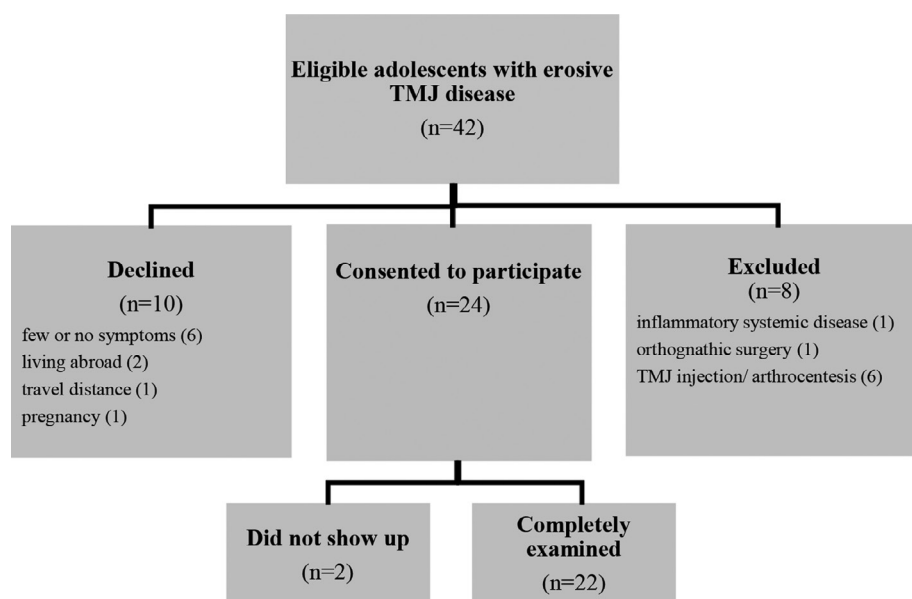 Eligible adolescents with erosive
TMJ disease
(n=42)
Declined
(n=10)
few or no symptoms (6)
living abroad (2)
travel distance (1)
pregnancy (1)
Consented to participate
(n=24)
Excluded
(n=8)
inflammatory systemic disease (1)
orthognathic surgery (1)
TMJ injection/ arthrocentesis (6)
Did not show up
(n=2)
Completely
examined
(n=22)